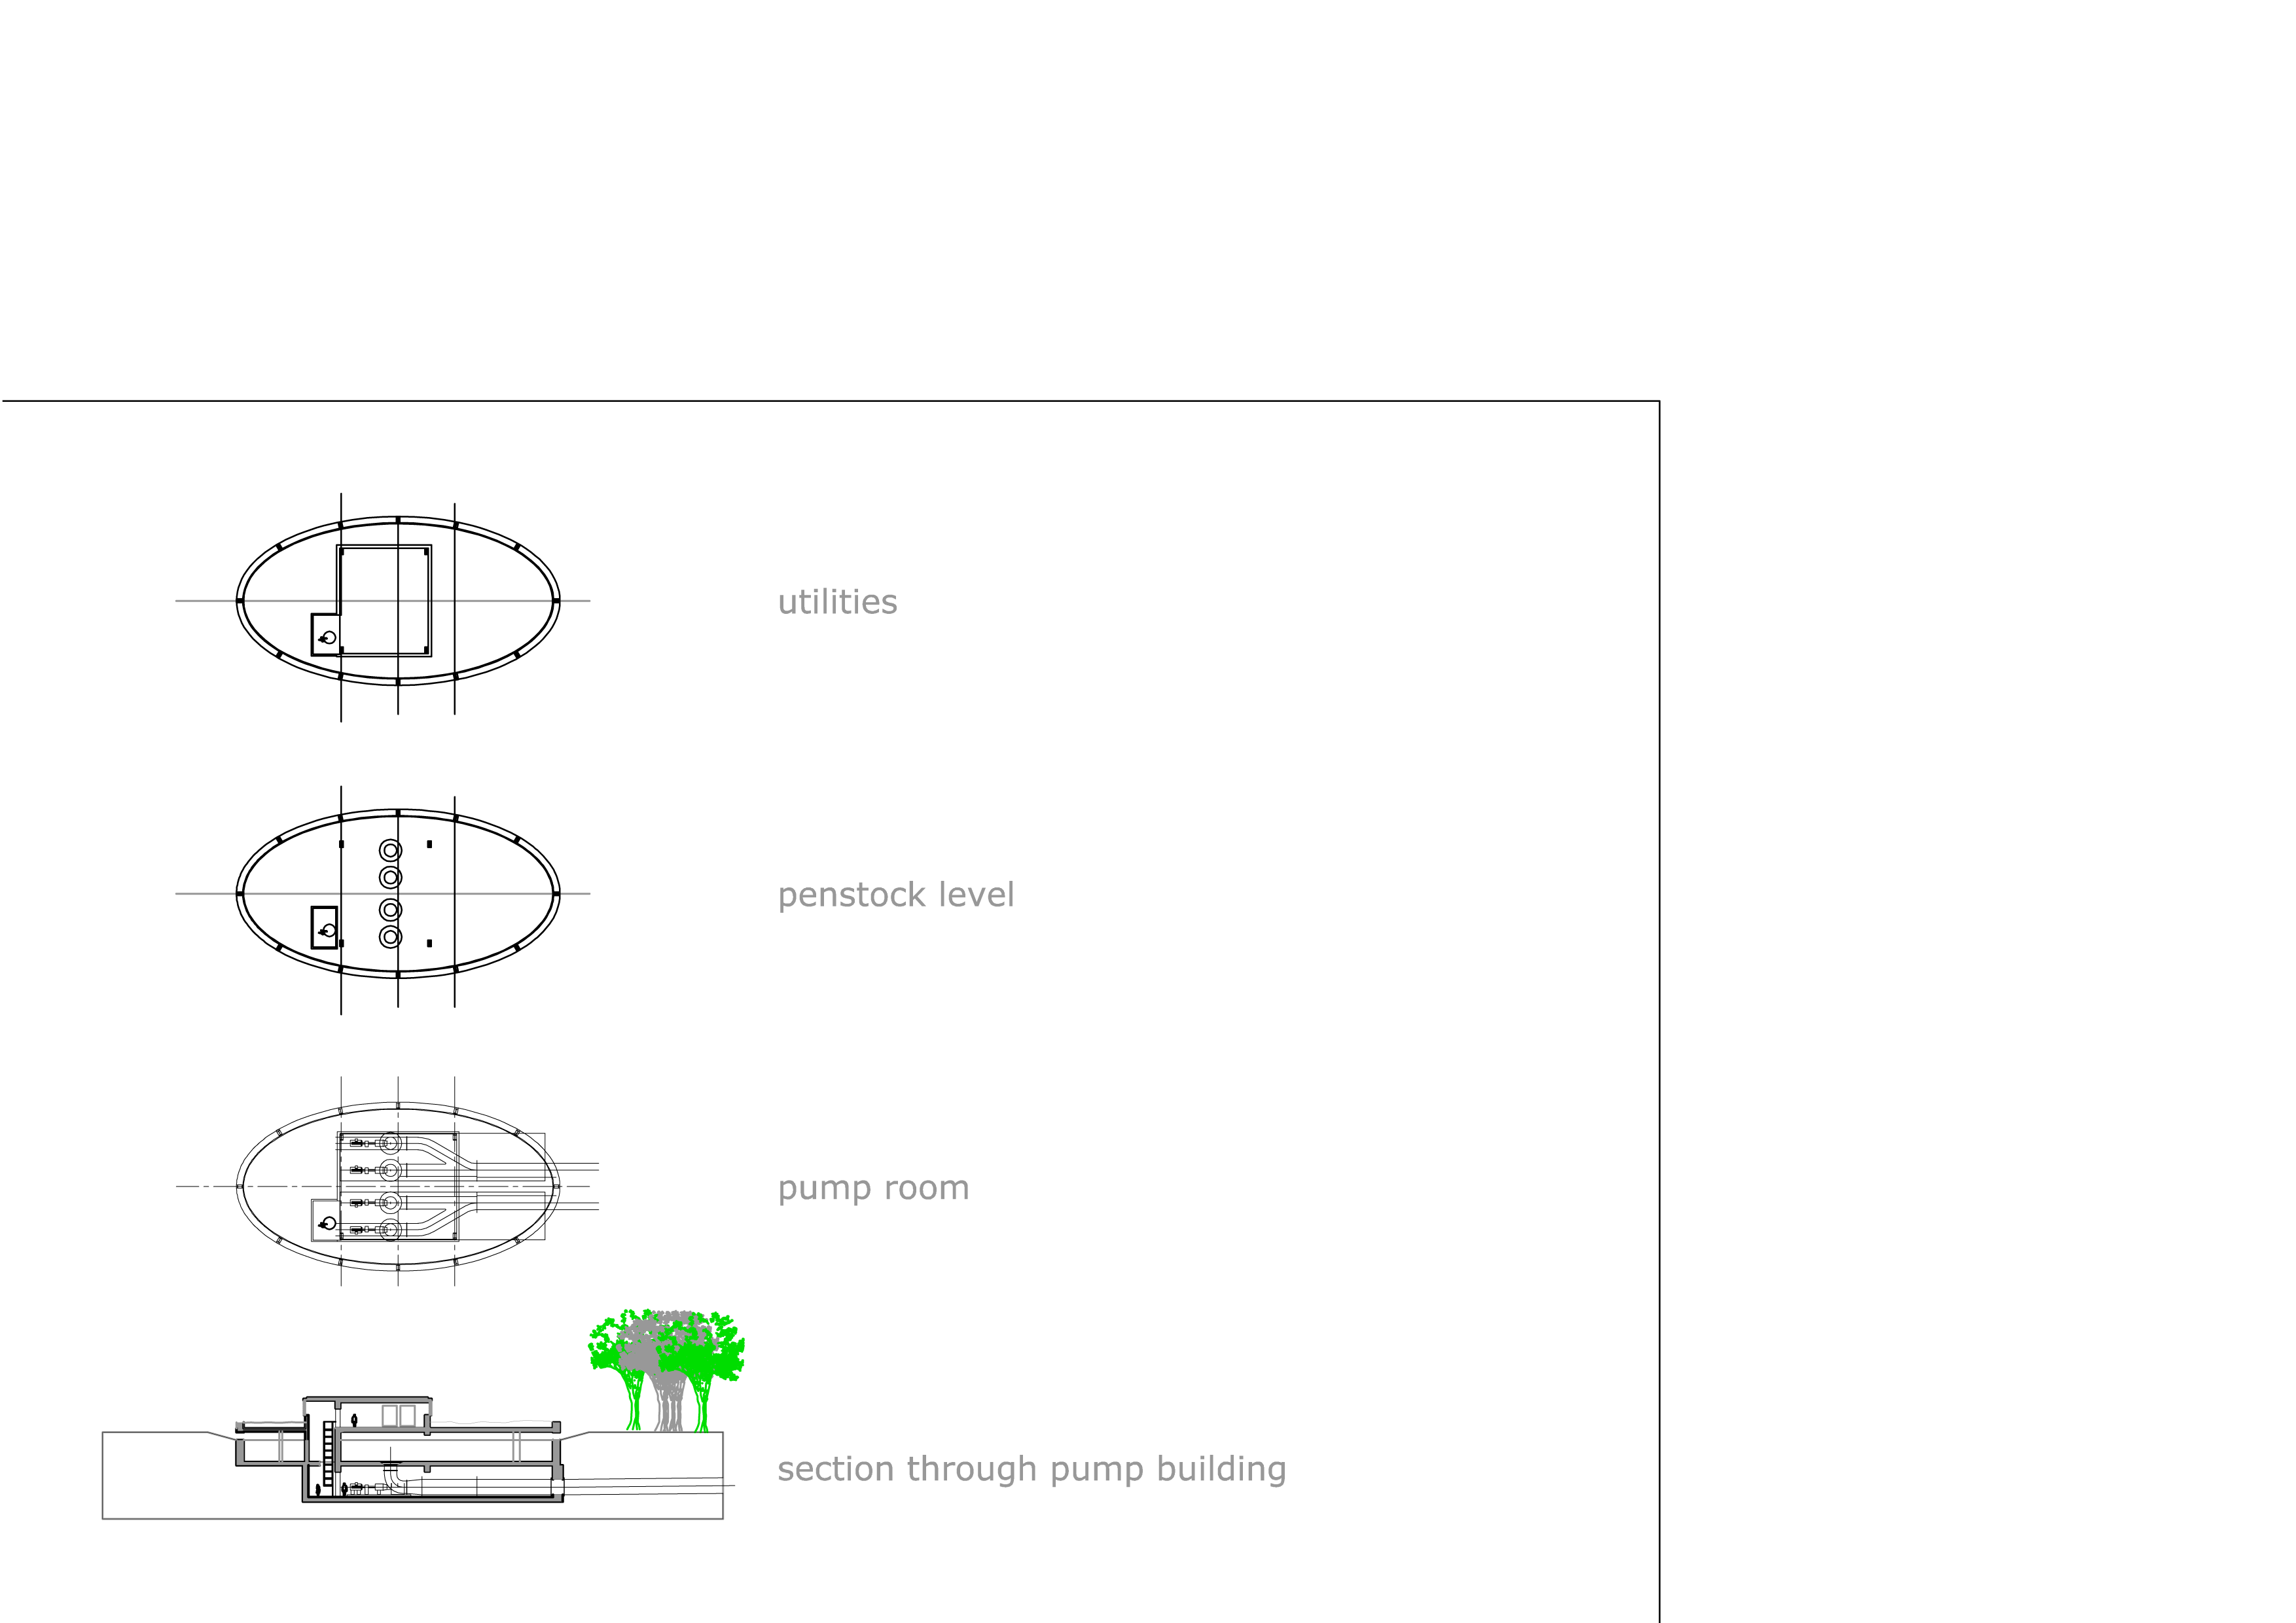 utilities
penstock level
pump room
section through pump building